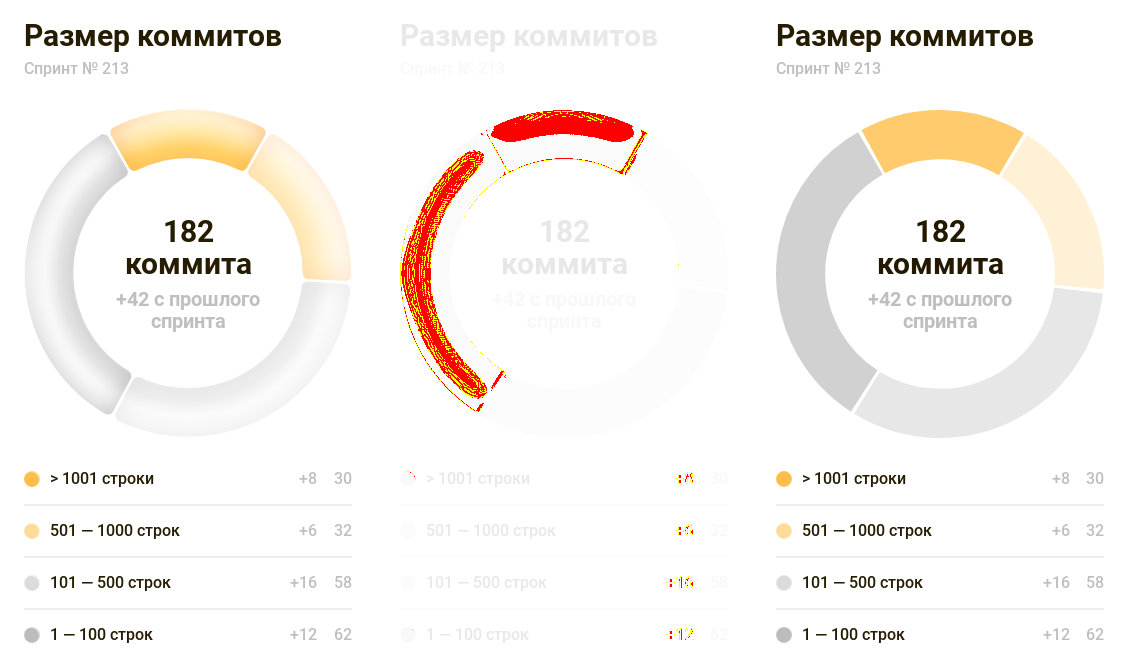 Размер коммитов
Спринт № 213
182
коммита
+42 с прошлого
спринта
> 1001 строки +8 30
501 — 1000 строк +6 32
101 — 500 строк +16 58
1 — 100 строк +12 62
Размер коммитов
Спринт № 213
182
коммита
+42 с прошлого
спринта
> 1001 строки 30
501 — 1000 строк 32
101 — 500 строк 58
1 — 100 строк 62
Размер коммитов
Спринт № 213
182
коммита
+42 с прошлого
спринта
> 1001 строки +8 30
501 — 1000 строк +6 32
101 — 500 строк +16 58
1 — 100 строк +12 62